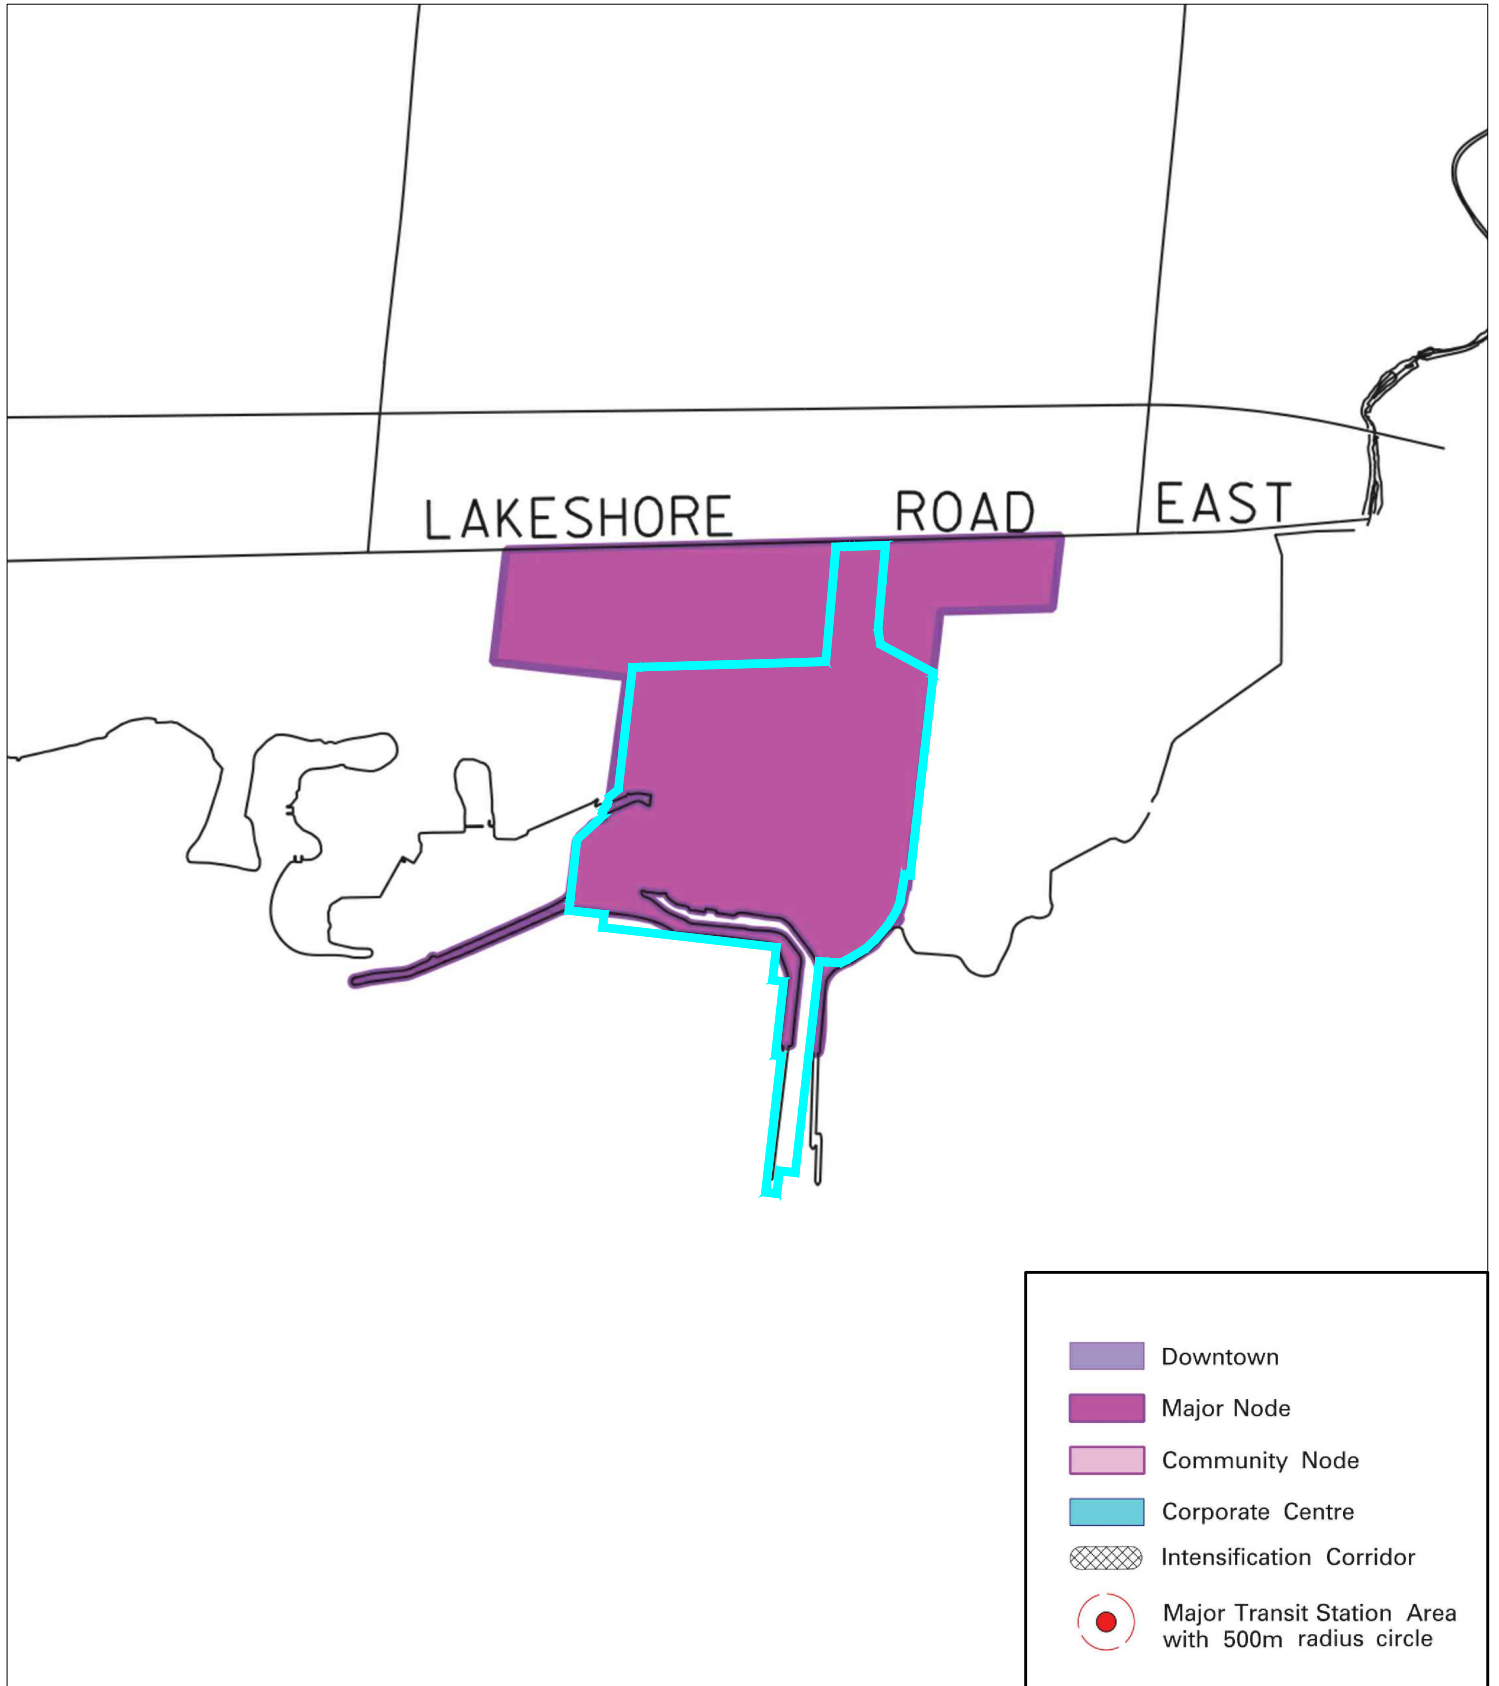 LAKESHORE ROAD EAST
Downtown
Major Node
Community Node
Corporate Centre
Intensification Corridor
Major Transit Station Area
with 500m radius circle